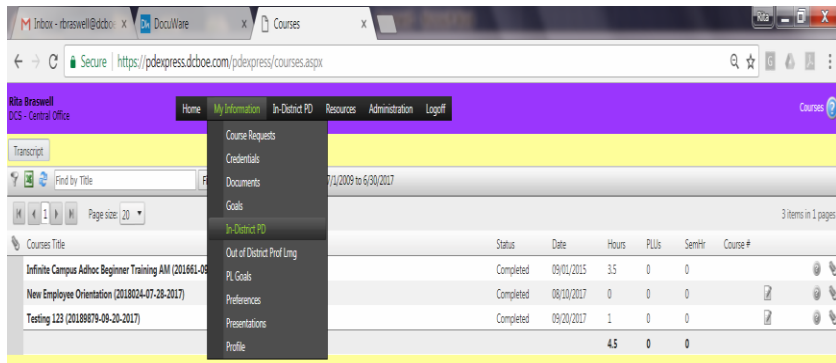 Inbox - rbraswell@dcboe × DocuWare × Courses × Rita
Secure | https://pdexpress.dcboe.com/pdexpress/courses.aspx
Rita Braswell
DCS - Central Office
Home My Information In-District PD Resources Administration Logoff Courses
Transcript
Course Requests
Credentials
Find by Title F 7/1/2009 to 6/30/2017
Documents
Goals
1 Page size: 20 3 items in 1 pages
In-District PD
Courses Title Status Date Hours PLUs SemHr Course #
Out of District Prof Lrng
Infinite Campus Adhoc Beginner Training AM (201661-09 Completed 09/01/2015 3.5 0 0
PL Goals
New Employee Orientation (2018024-07-28-2017) Completed 08/10/2017 0 0 0
Preferences
Presentations
Testing 123 (20189879-09-20-2017) Completed 09/20/2017 1 0 0
Profile
4.5 0 0